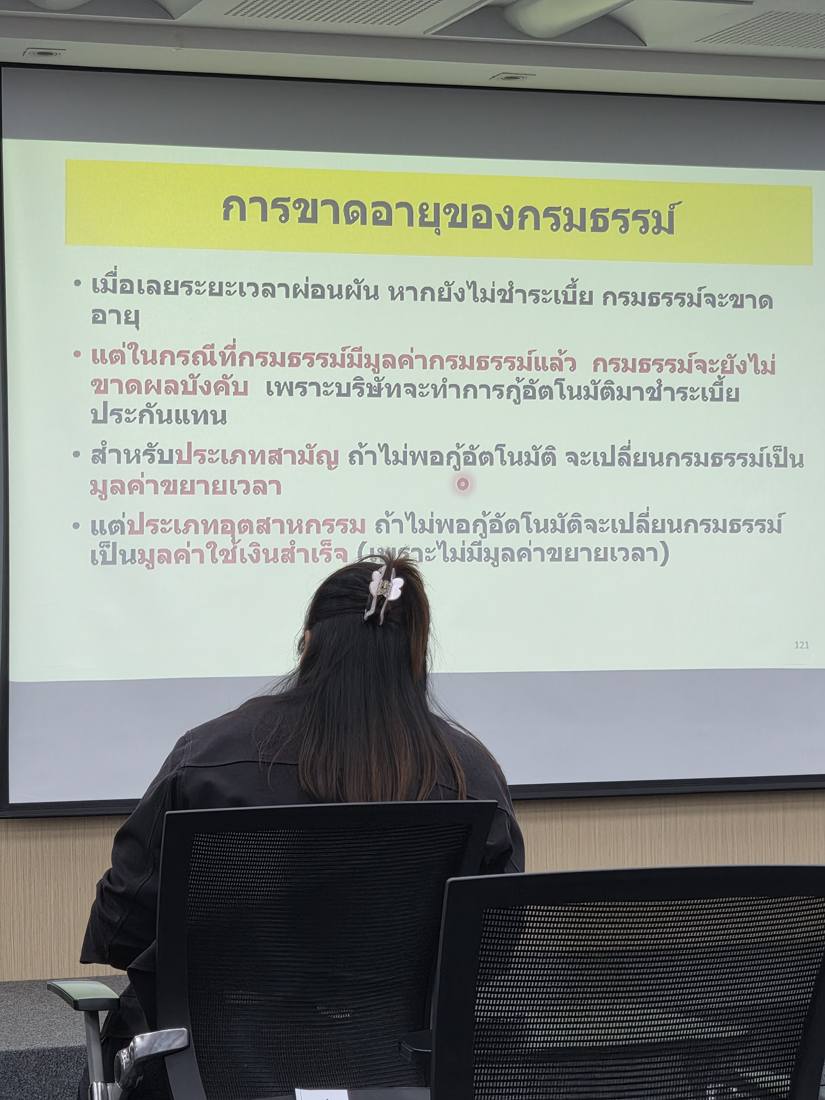 การขาดอายุของกรมธรรม์
• เมื่อเลยระยะเวลาผ่อนผัน หากยังไม่ชำระเบี้ย กรมธรรม์จะขาด
อายุ
• แต่ในกรณีที่กรมธรรม์มีมูลค่ากรมธรรม์แล้ว กรมธรรม์จะยังไม่
ขาดผลบังคับ เพราะบริษัทจะทำการกู้อัตโนมัติมาชำระเบี้ย
ประกันแทน
• สำหรับประเภทสามัญ ถ้าไม่พอกู้อัตโนมัติ จะเปลี่ยนกรมธรรม์เป็น
มูลค่าขยายเวลา
• แต่ประเภทอุตสาหกรรม ถ้าไม่พอกู้อัตโนมัติจะเปลี่ยนกรมธรรม์
เป็นมูลค่าใช้เงินสำเร็จ (เพราะไม่มีมูลค่าขยายเวลา)
121